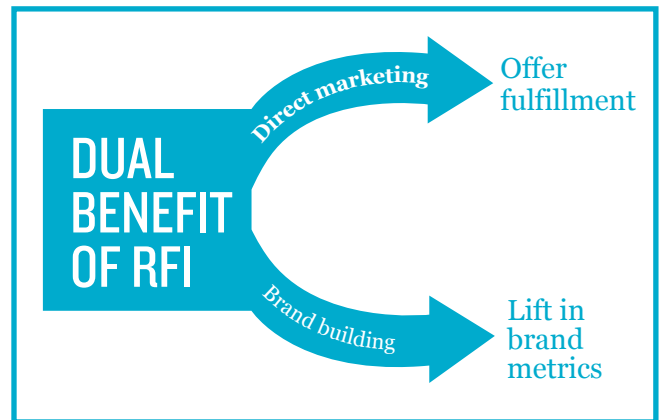 DUAL
BENEFIT
OF RFI
Direct marketing
Offer
fulfillment
Brand building
Lift in
brand
metrics